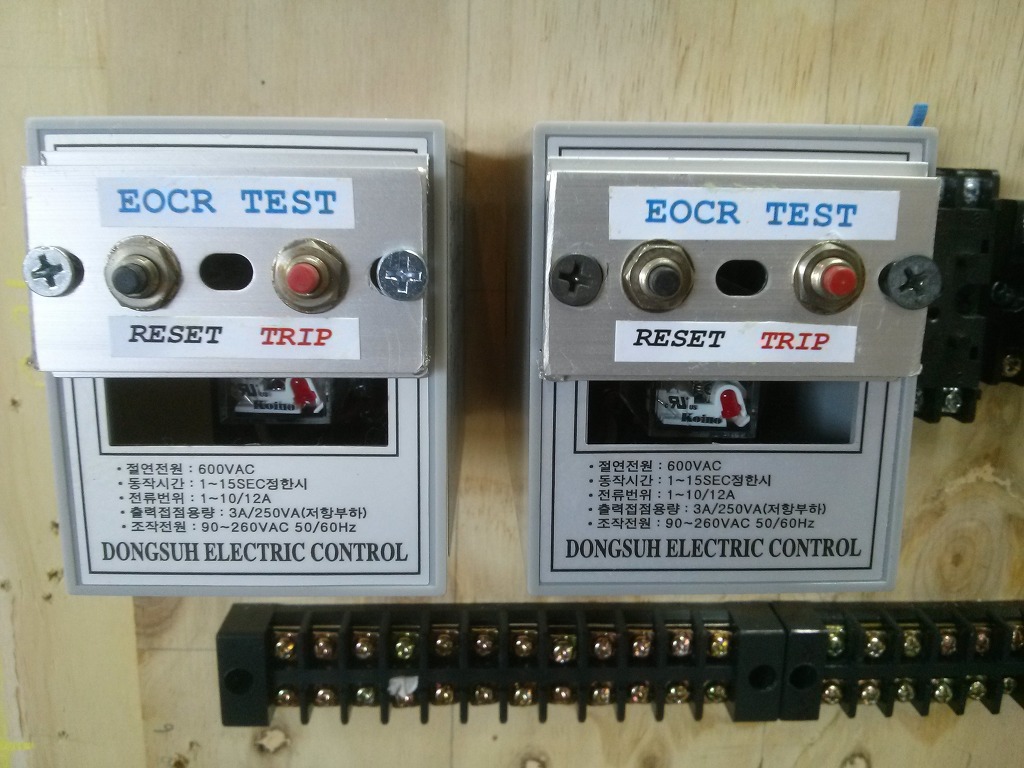 EOCR TEST
RESET TRIP
Koino
• 절연전원 : 600VAC
• 동작시간 : 1~15SEC정한시
• 전류범위 : 1~10/12A
• 출력접점용량 : 3A/250VA(저항부하)
• 조작전원 : 90~260VAC 50/60Hz
DONGSUH ELECTRIC CONTROL
EOCR TEST
RESET TRIP
Koino
• 절연전원 : 600VAC
• 동작시간 : 1~15SEC정한시
• 전류범위 : 1~10/12A
• 출력접점용량 : 3A/250VA(저항부하)
• 조작전원 : 90~260VAC 50/60Hz
DONGSUH ELECTRIC CONTROL